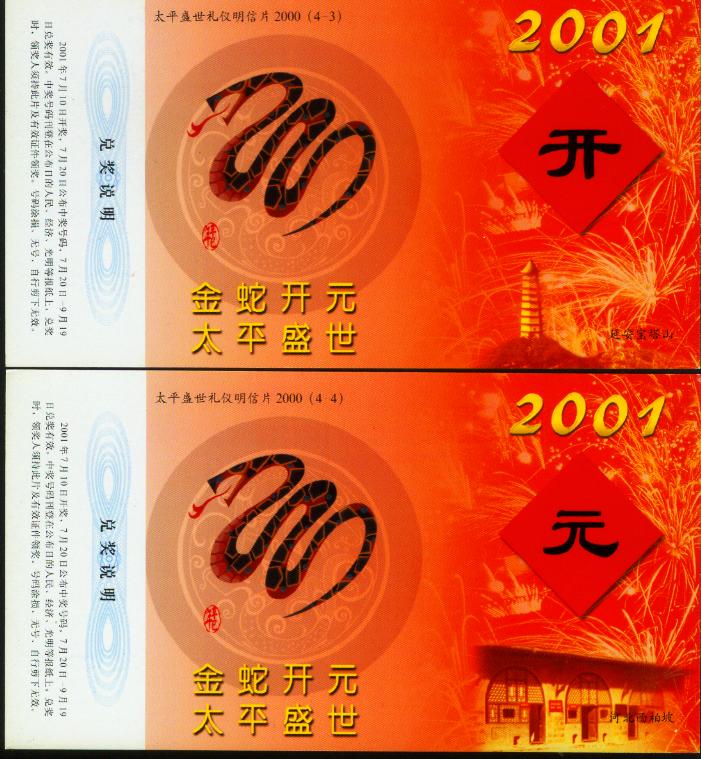 太平盛世礼仪明信片2000（4-3）
2001
开
金蛇开元
太平盛世
延安宝塔山
兑奖说明
2001年7月10日开奖，7月20日公布中奖号码，7月20日-9月19
日兑奖有效。中奖号码刊登在公布日的人民、经济、光明等报纸上，兑奖
时，领奖人须持此片及有效证件领奖。号码涂损、无号、自行剪下无效。
太平盛世礼仪明信片2000（4-4）
2001
元
金蛇开元
太平盛世
河北西柏坡
兑奖说明
2001年7月10日开奖，7月20日公布中奖号码，7月20日-9月19
日兑奖有效。中奖号码刊登在公布日的人民、经济、光明等报纸上，兑奖
时，领奖人须持此片及有效证件领奖。号码涂损、无号、自行剪下无效。